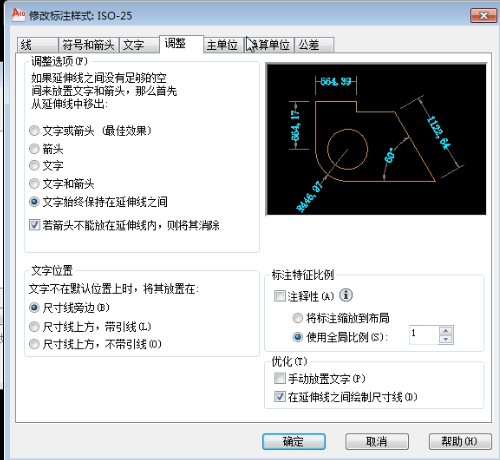 修改标注样式: ISO-25
线
符号和箭头
文字
调整
主单位
换算单位
公差
调整选项(F)
如果延伸线之间没有足够的空
间来放置文字和箭头，那么首先
从延伸线中移出:
文字或箭头 (最佳效果)
箭头
文字
文字和箭头
文字始终保持在延伸线之间
若箭头不能放在延伸线内，则将其消除
文字位置
文字不在默认位置上时，将其放置在:
尺寸线旁边(B)
尺寸线上方，带引线(L)
尺寸线上方，不带引线(O)
564,39
664,17
1122,64
60°
R446,07
标注特征比例
注释性(A)
将标注缩放到布局
使用全局比例(S):
1
优化(T)
手动放置文字(P)
在延伸线之间绘制尺寸线(D)
确定
取消
帮助(H)